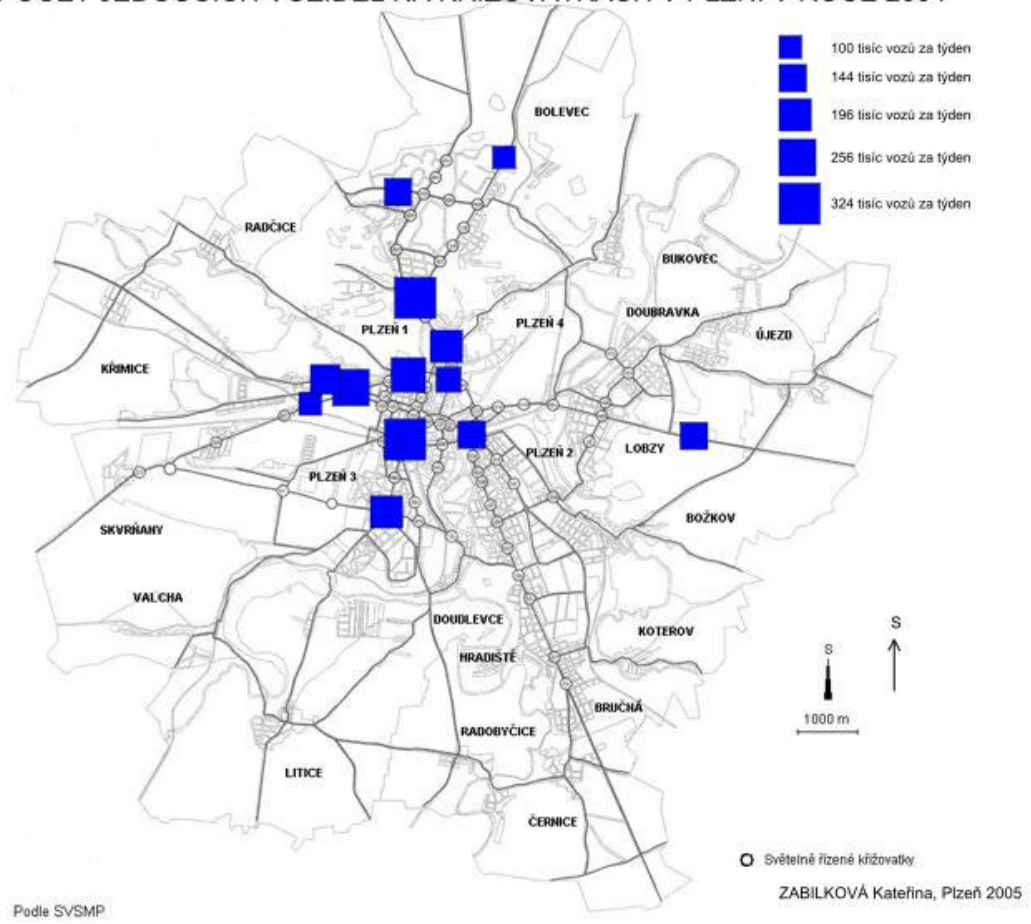 100 tisíc vozů za týden
144 tisíc vozů za týden
196 tisíc vozů za týden
256 tisíc vozů za týden
324 tisíc vozů za týden
BOLEVEC
RADČICE
BUKOVEC
DOUBRAVKA
PLZEŇ 4
PLZEŇ 1
ÚJEZD
KŘIMICE
LOBZY
PLZEŇ 2
PLZEŇ 3
BOŽKOV
SKVRŇANY
VALCHA
DOUDLEVCE
KOTEROV
S
S
HRADIŠTĚ
BRUČNÁ
1000 m
RADOBYČICE
LITICE
ČERNICE
Světelně řízené křižovatky
ZABILKOVÁ Kateřina, Plzeň 2005
Podle SVSMP